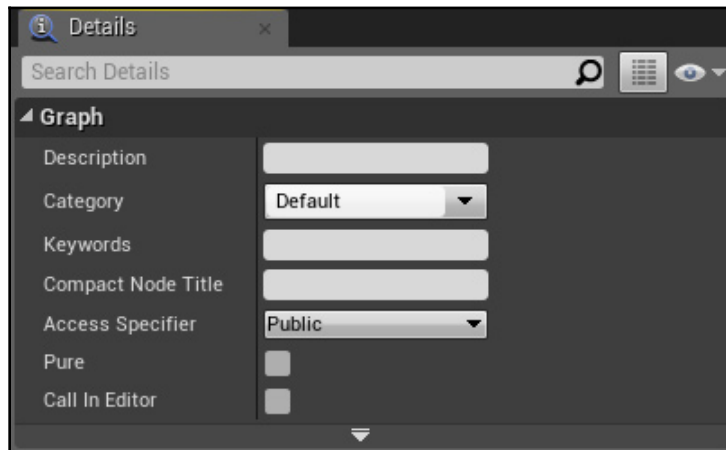 Details
Search Details
Graph
Description
Category Default
Keywords
Compact Node Title
Access Specifier Public
Pure
Call In Editor